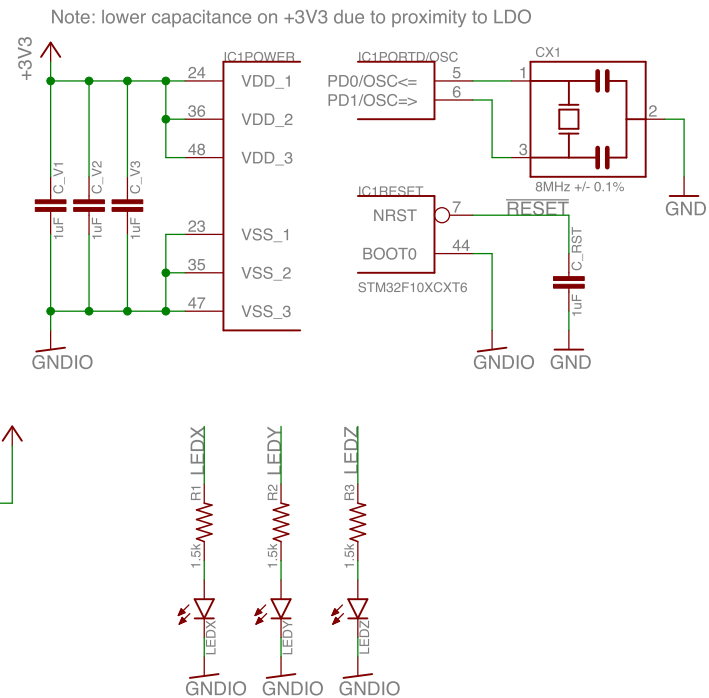 Note: lower capacitance on +3V3 due to proximity to LDO
+3V3
IC1POWER
24 VDD_1
36 VDD_2
48 VDD_3
23 VSS_1
35 VSS_2
47 VSS_3
C_V1
1uF
C_V2
1uF
C_V3
1uF
GNDIO
IC1PORTD/OSC
PD0/OSC<= 5
PD1/OSC=> 6
CX1
1
2
3
8MHz +/- 0.1%
GND
IC1RESET
NRST 7
BOOT0 44
STM32F10XCXT6
RESET
C_RST
1uF
GNDIO
GND
LEDX
R1
1.5k
LEDX
GNDIO
LEDY
R2
1.5k
LEDY
GNDIO
LEDZ
R3
1.5k
LEDZ
GNDIO